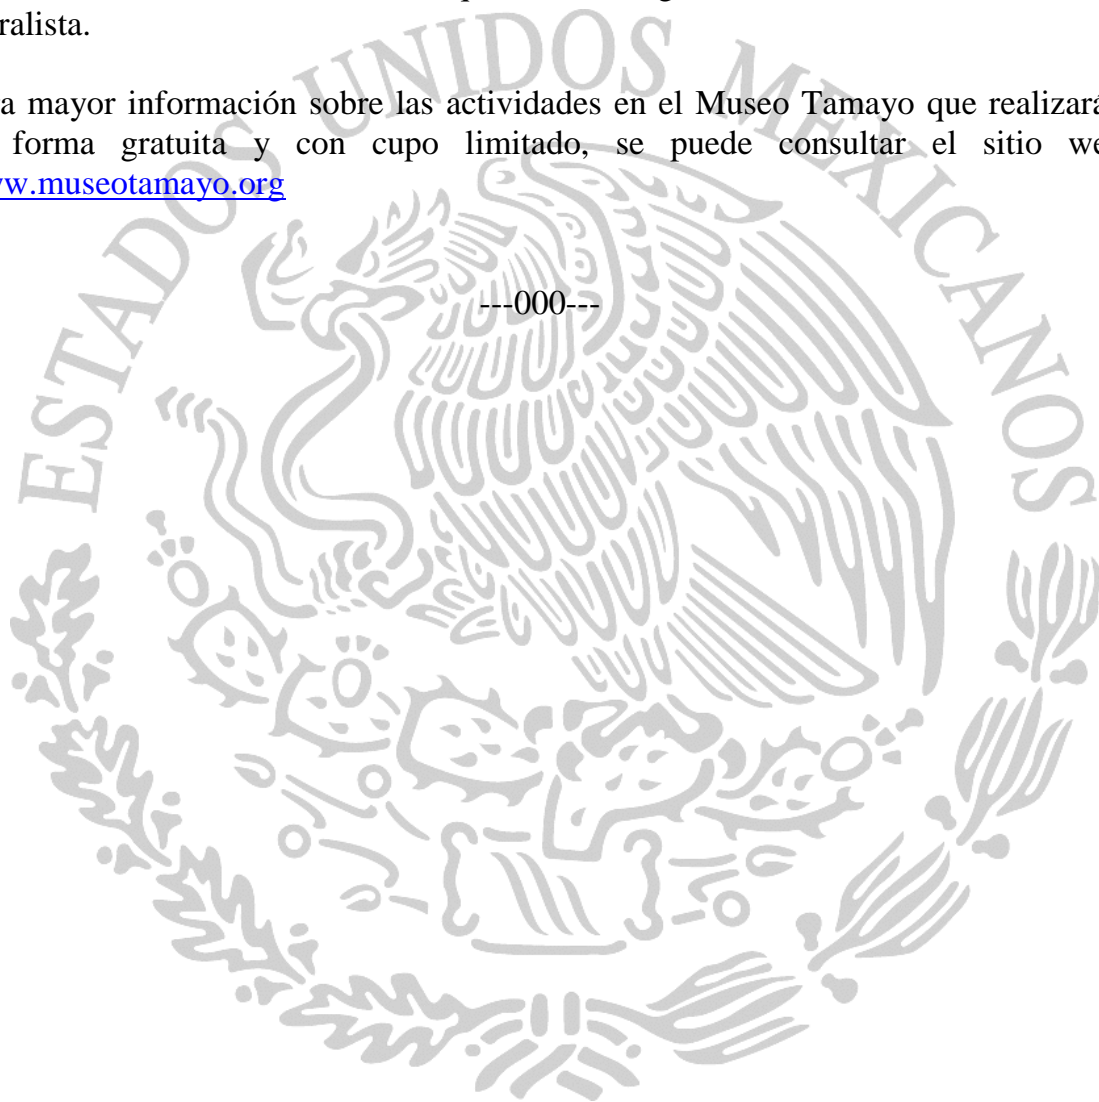 ralista.
a mayor información sobre las actividades en el Museo Tamayo que realizará
forma gratuita y con cupo limitado, se puede consultar el sitio we
w.museotamayo.org
---000---
ESTADOS UNIDOS MEXICANOS